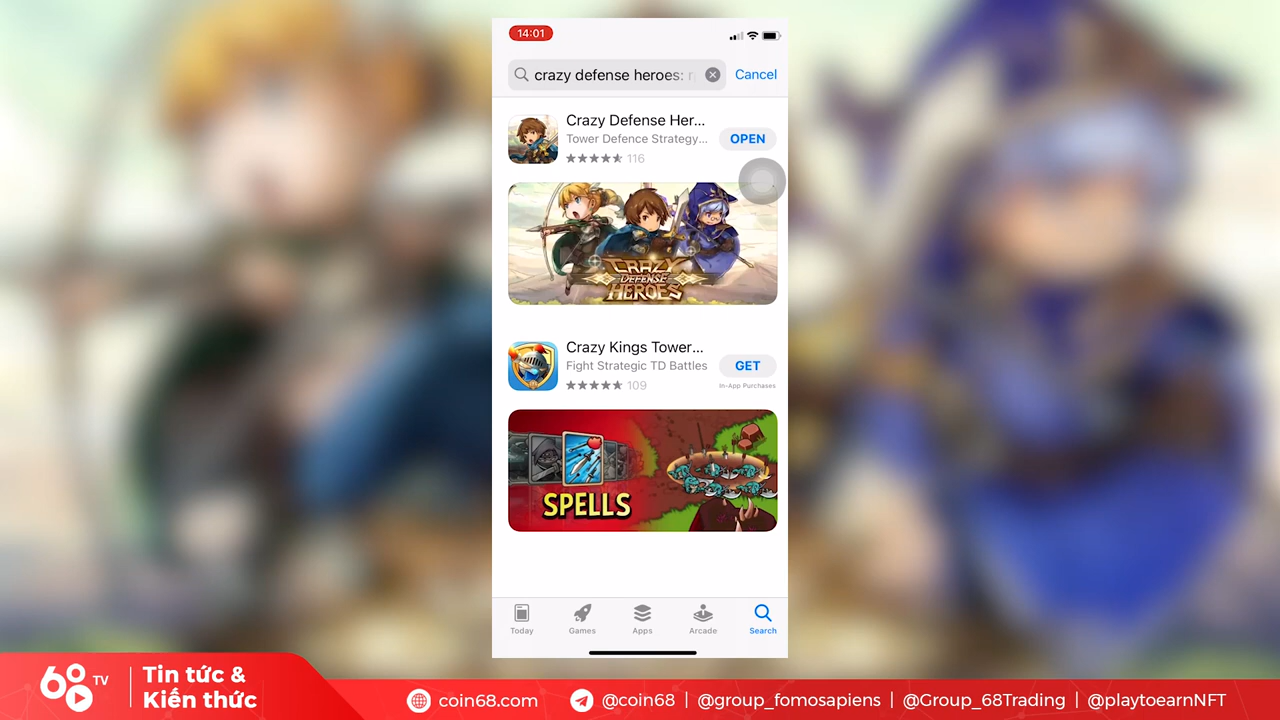 14:01
crazy defense heroes: r
Cancel
Crazy Defense Her...
Tower Defence Strategy...
OPEN
116
CRAZY
DEFENSE
HEROES
Crazy Kings Tower...
Fight Strategic TD Battles
GET
109
In-App Purchases
SPELLS
Today
Games
Apps
Arcade
Search
68 TV
Tin tức &
Kiến thức
coin68.com
@coin68 | @group_fomosapiens | @Group_68Trading | @playtoearnNFT